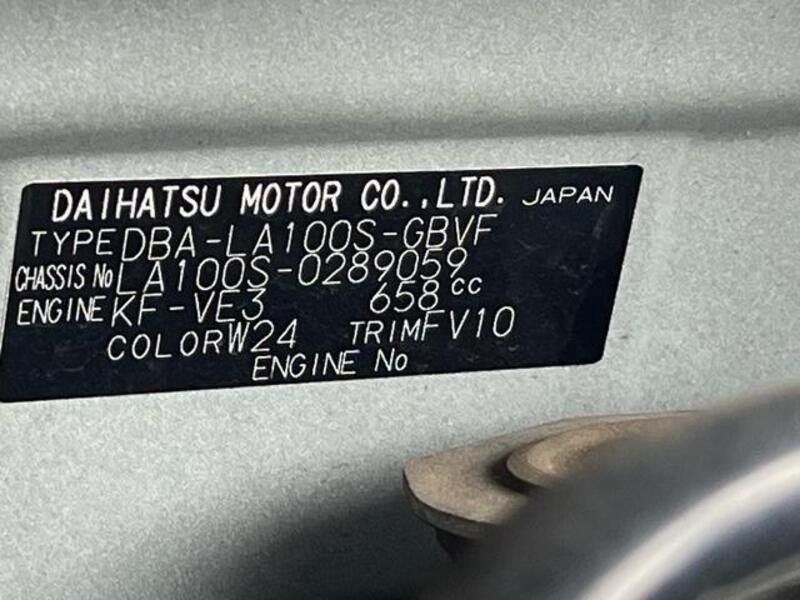 DAIHATSU MOTOR CO.,LTD. JAPAN
TYPE DBA-LA100S-GBVF
CHASSIS No LA100S-0289059
ENGINE KF-VE3 658 cc
COLOR W24 TRIM FV10
ENGINE No